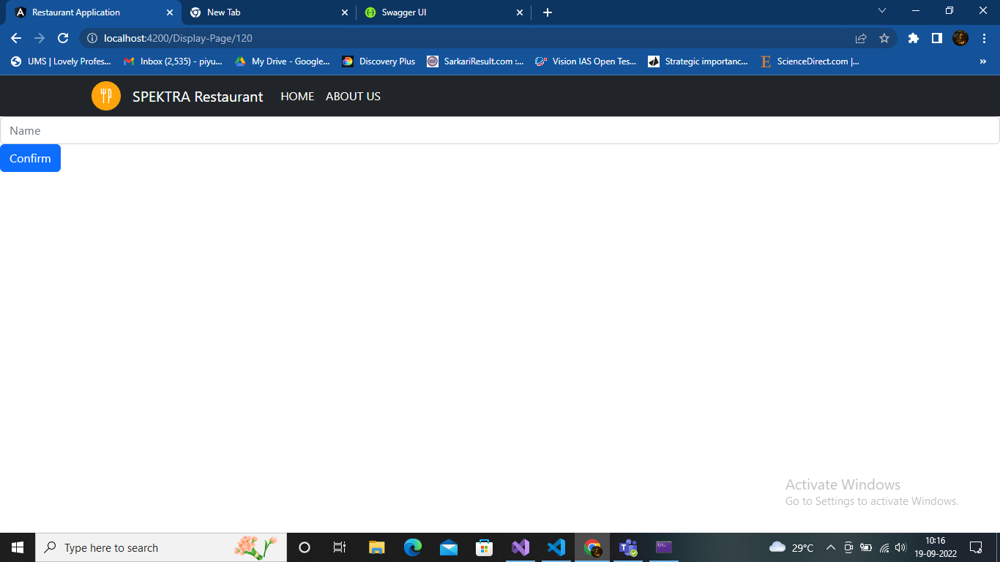 Restaurant Application
New Tab
Swagger UI
localhost:4200/Display-Page/120
UMS | Lovely Profes...
Inbox (2,535) - piyu...
My Drive - Google...
Discovery Plus
SarkariResult.com :...
Vision IAS Open Tes...
Strategic importanc...
E ScienceDirect.com |...
»
SPEKTRA Restaurant HOME ABOUT US
Name
Confirm
Activate Windows
Go to Settings to activate Windows.
Type here to search
29°C
10:16
19-09-2022